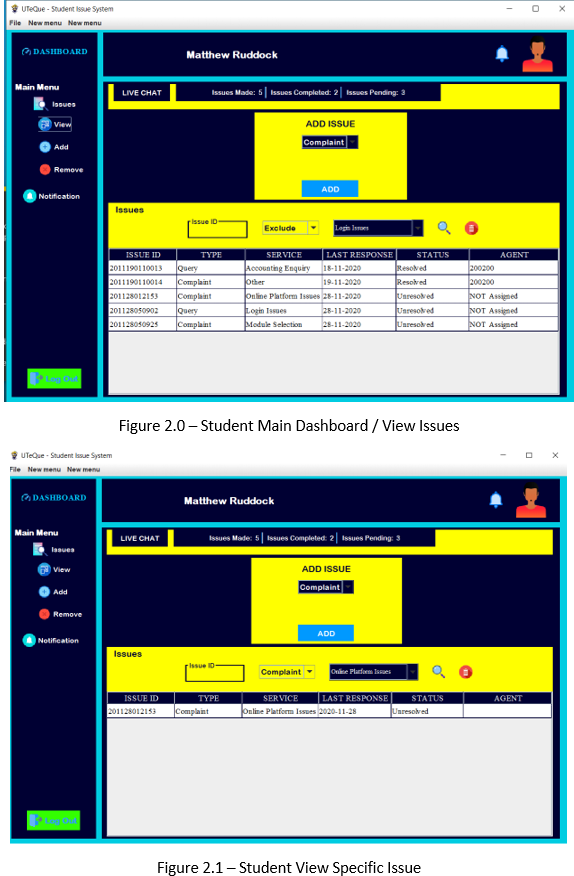 UTeQue - Student Issue System
File New menu New menu
DASHBOARD
Matthew Ruddock
Main Menu
Issues
View
Add
Remove
Notification
Log Out
LIVE CHAT
Issues Made: 5 Issues Completed: 2 Issues Pending: 3
ADD ISSUE
Complaint
ADD
Issues
Issue ID
Exclude
Login Issues
ISSUE ID TYPE SERVICE LAST RESPONSE STATUS AGENT
2011190110013 Query Accounting Enquiry 18-11-2020 Resolved 200200
2011190110014 Complaint Other 19-11-2020 Resolved 200200
201128012153 Complaint Online Platform Issues 28-11-2020 Unresolved NOT Assigned
201128050902 Query Login Issues 28-11-2020 Unresolved NOT Assigned
201128050925 Complaint Module Selection 28-11-2020 Unresolved NOT Assigned
Figure 2.0 – Student Main Dashboard / View Issues
UTeQue - Student Issue System
File New menu New menu
DASHBOARD
Matthew Ruddock
Main Menu
Issues
View
Add
Remove
Notification
Log Out
LIVE CHAT
Issues Made: 5 Issues Completed: 2 Issues Pending: 3
ADD ISSUE
Complaint
ADD
Issues
Issue ID
Complaint
Online Platform Issues
ISSUE ID TYPE SERVICE LAST RESPONSE STATUS AGENT
201128012153 Complaint Online Platform Issues 2020-11-28 Unresolved
Figure 2.1 – Student View Specific Issue